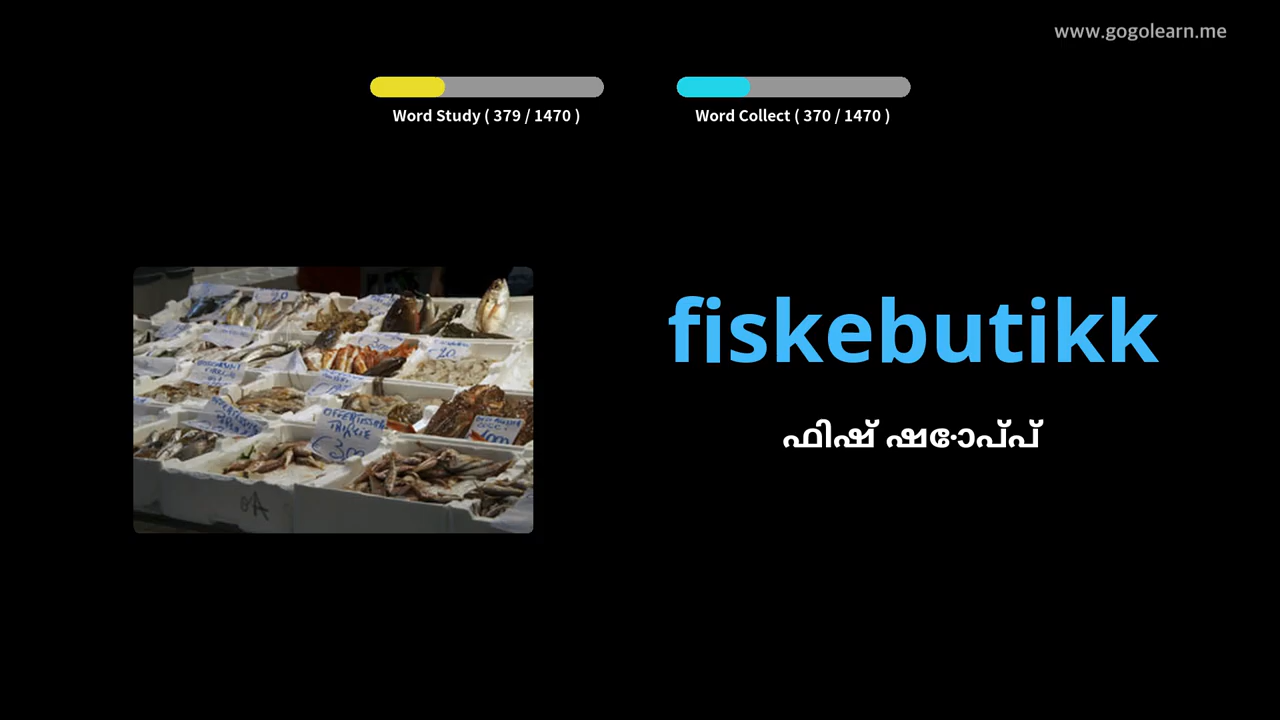 www.gogolearn.me
Word Study ( 379 / 1470 )
Word Collect ( 370 / 1470 )
fiskebutikk
ഫിഷ് ഷോപ്പ്